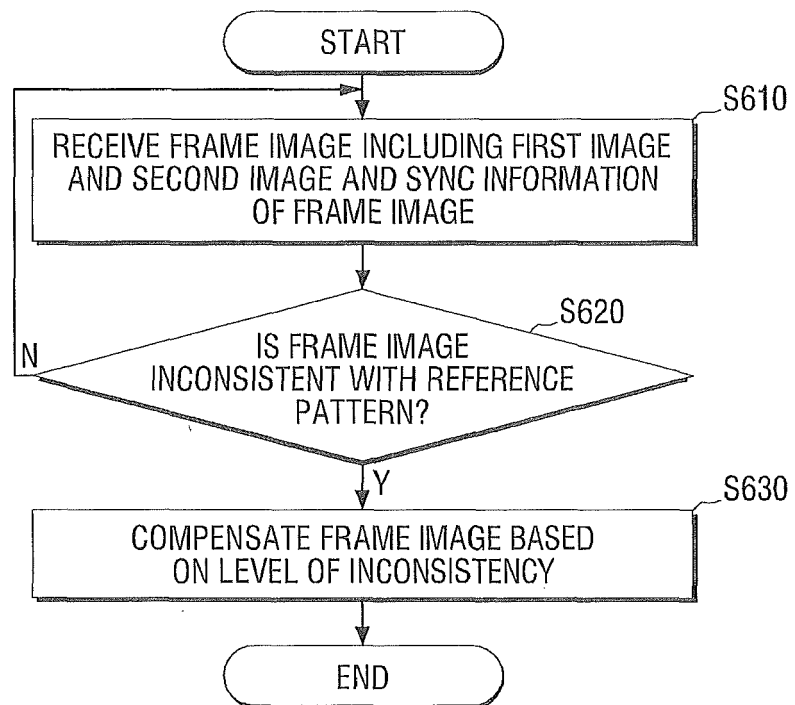 START
S610
RECEIVE FRAME IMAGE INCLUDING FIRST IMAGE
AND SECOND IMAGE AND SYNC INFORMATION
OF FRAME IMAGE
S620
IS FRAME IMAGE
N
INCONSISTENT WITH REFERENCE
PATTERN?
Y
S630
COMPENSATE FRAME IMAGE BASED
ON LEVEL OF INCONSISTENCY
END